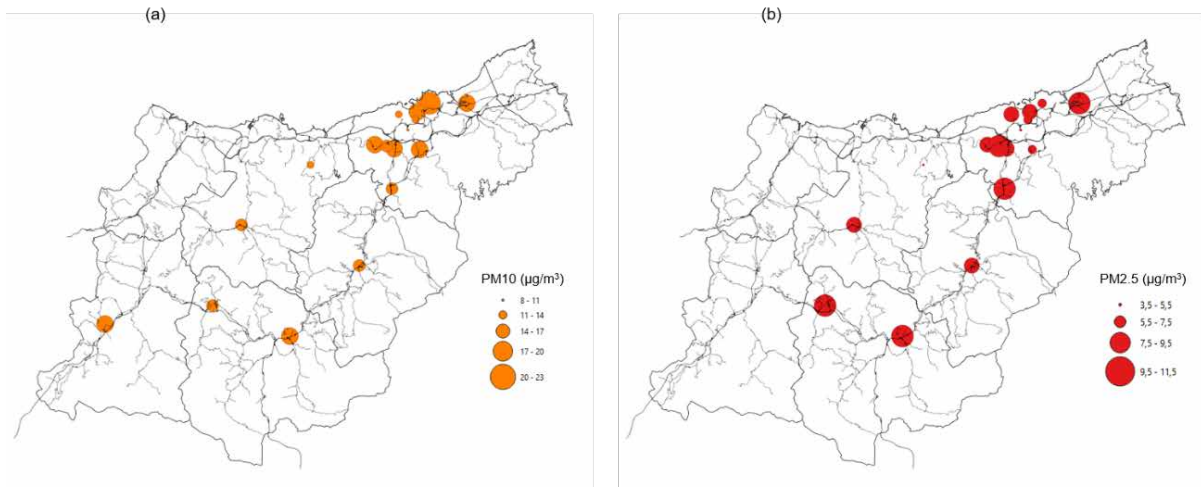 (a)
(b)
PM10 (µg/m³)
8 - 11
11 - 14
14 - 17
17 - 20
20 - 23
PM2.5 (µg/m³)
3,5 - 5,5
5,5 - 7,5
7,5 - 9,5
9,5 - 11,5